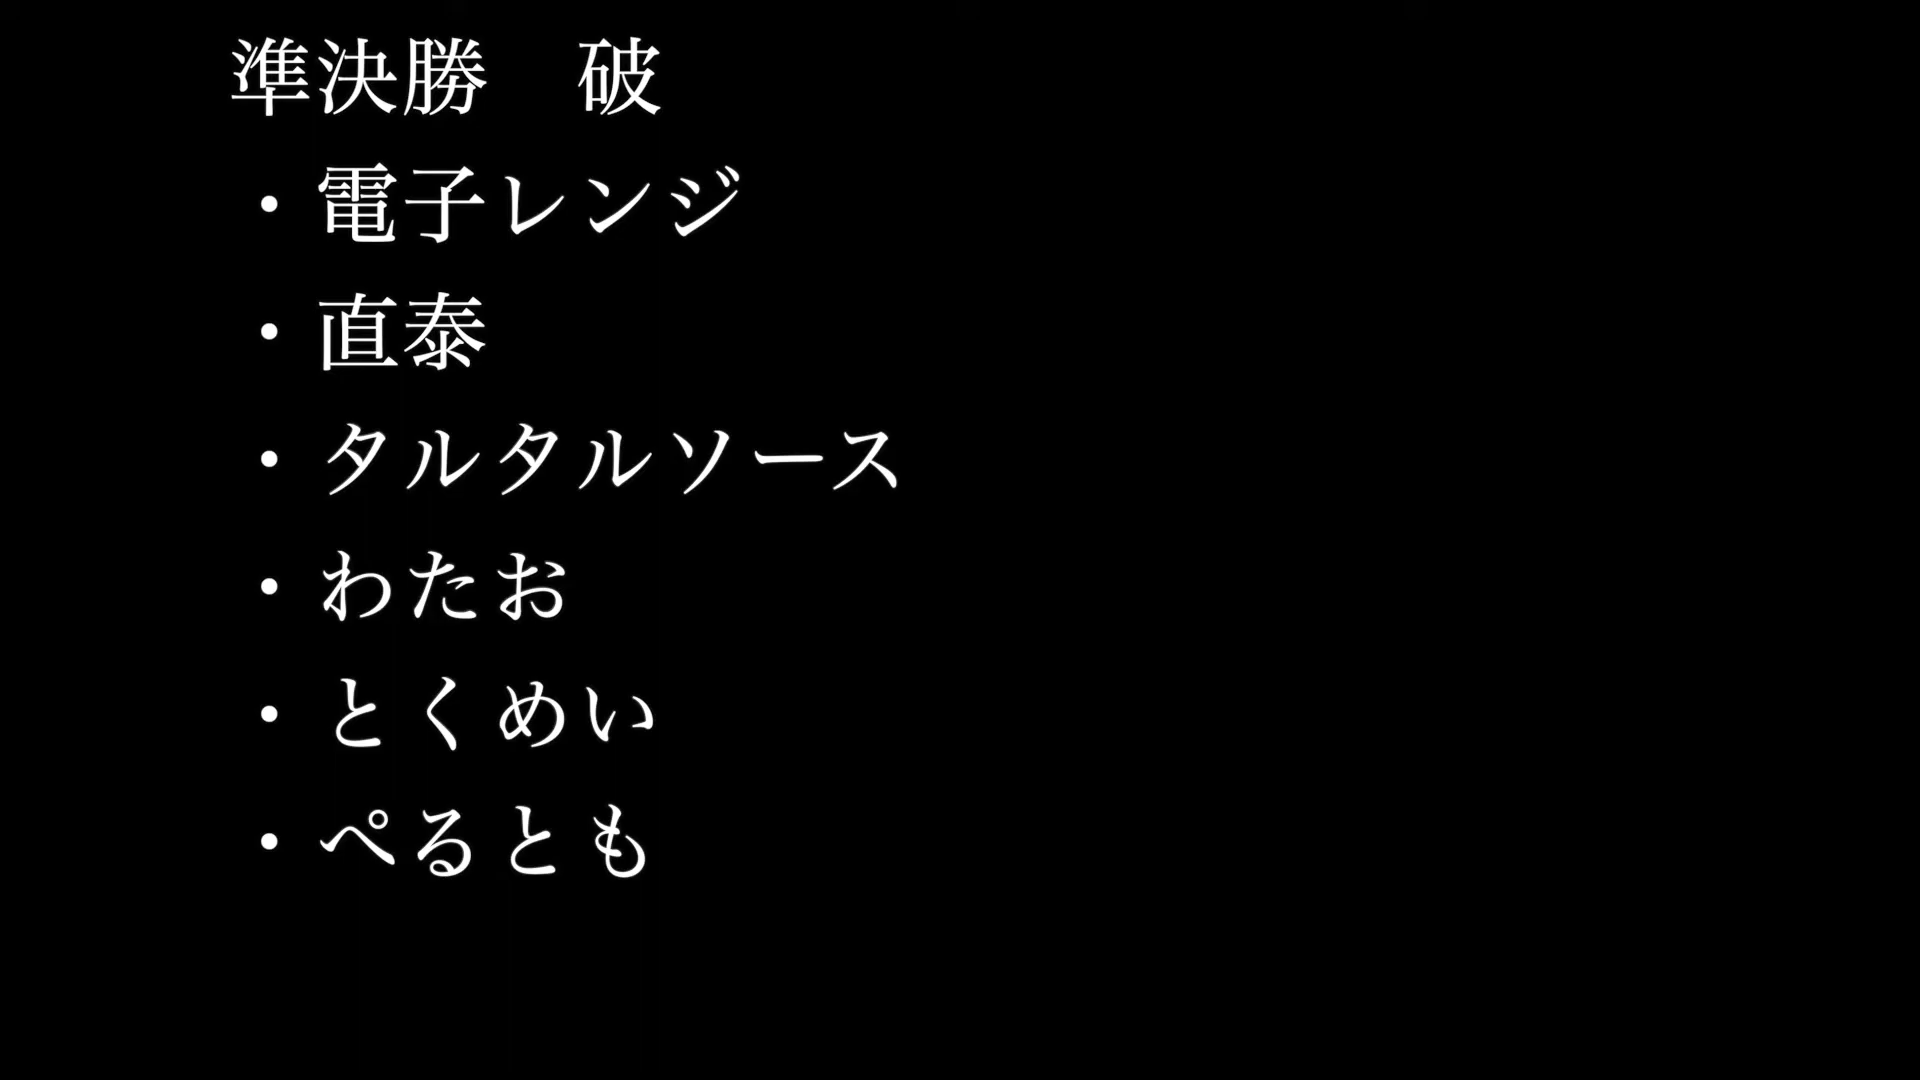 準決勝　破
・電子レンジ
・直泰
・タルタルソース
・わたお
・とくめい
・ぺるとも